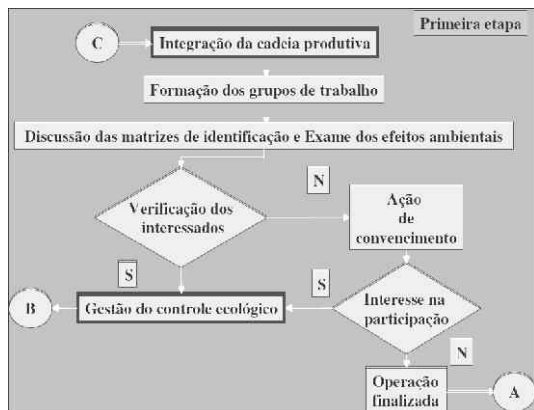 Primeira etapa
C
Integração da cadeia produtiva
Formação dos grupos de trabalho
Discussão das matrizes de identificação e Exame dos efeitos ambientais
N
Verificação dos
interessados
Ação
de
convencimento
S
S
Interesse na
participação
B
Gestão do controle ecológico
N
Operação
finalizada
A